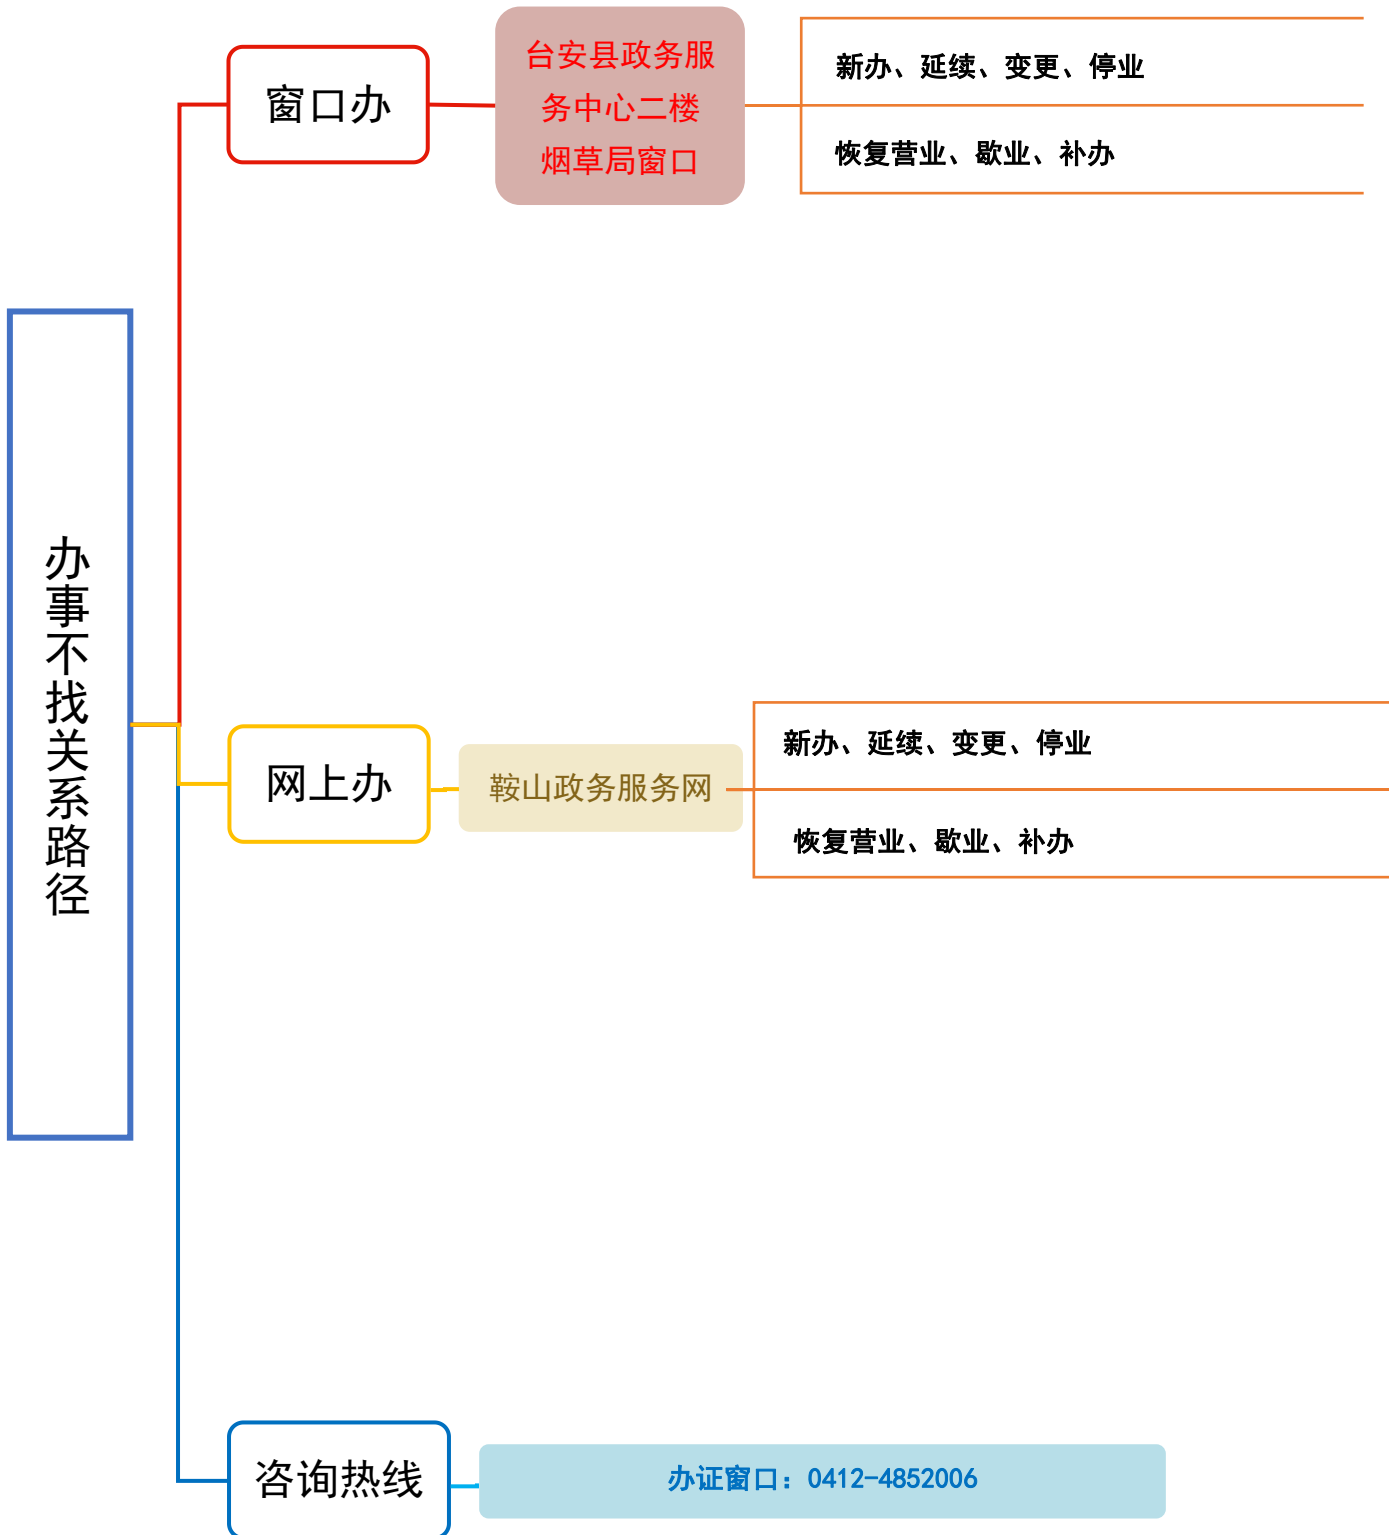 办事不找关系路径
窗口办
台安县政务服
务中心二楼
烟草局窗口
新办、延续、变更、停业
恢复营业、歇业、补办
网上办
鞍山政务服务网
新办、延续、变更、停业
恢复营业、歇业、补办
咨询热线
办证窗口：0412-4852006